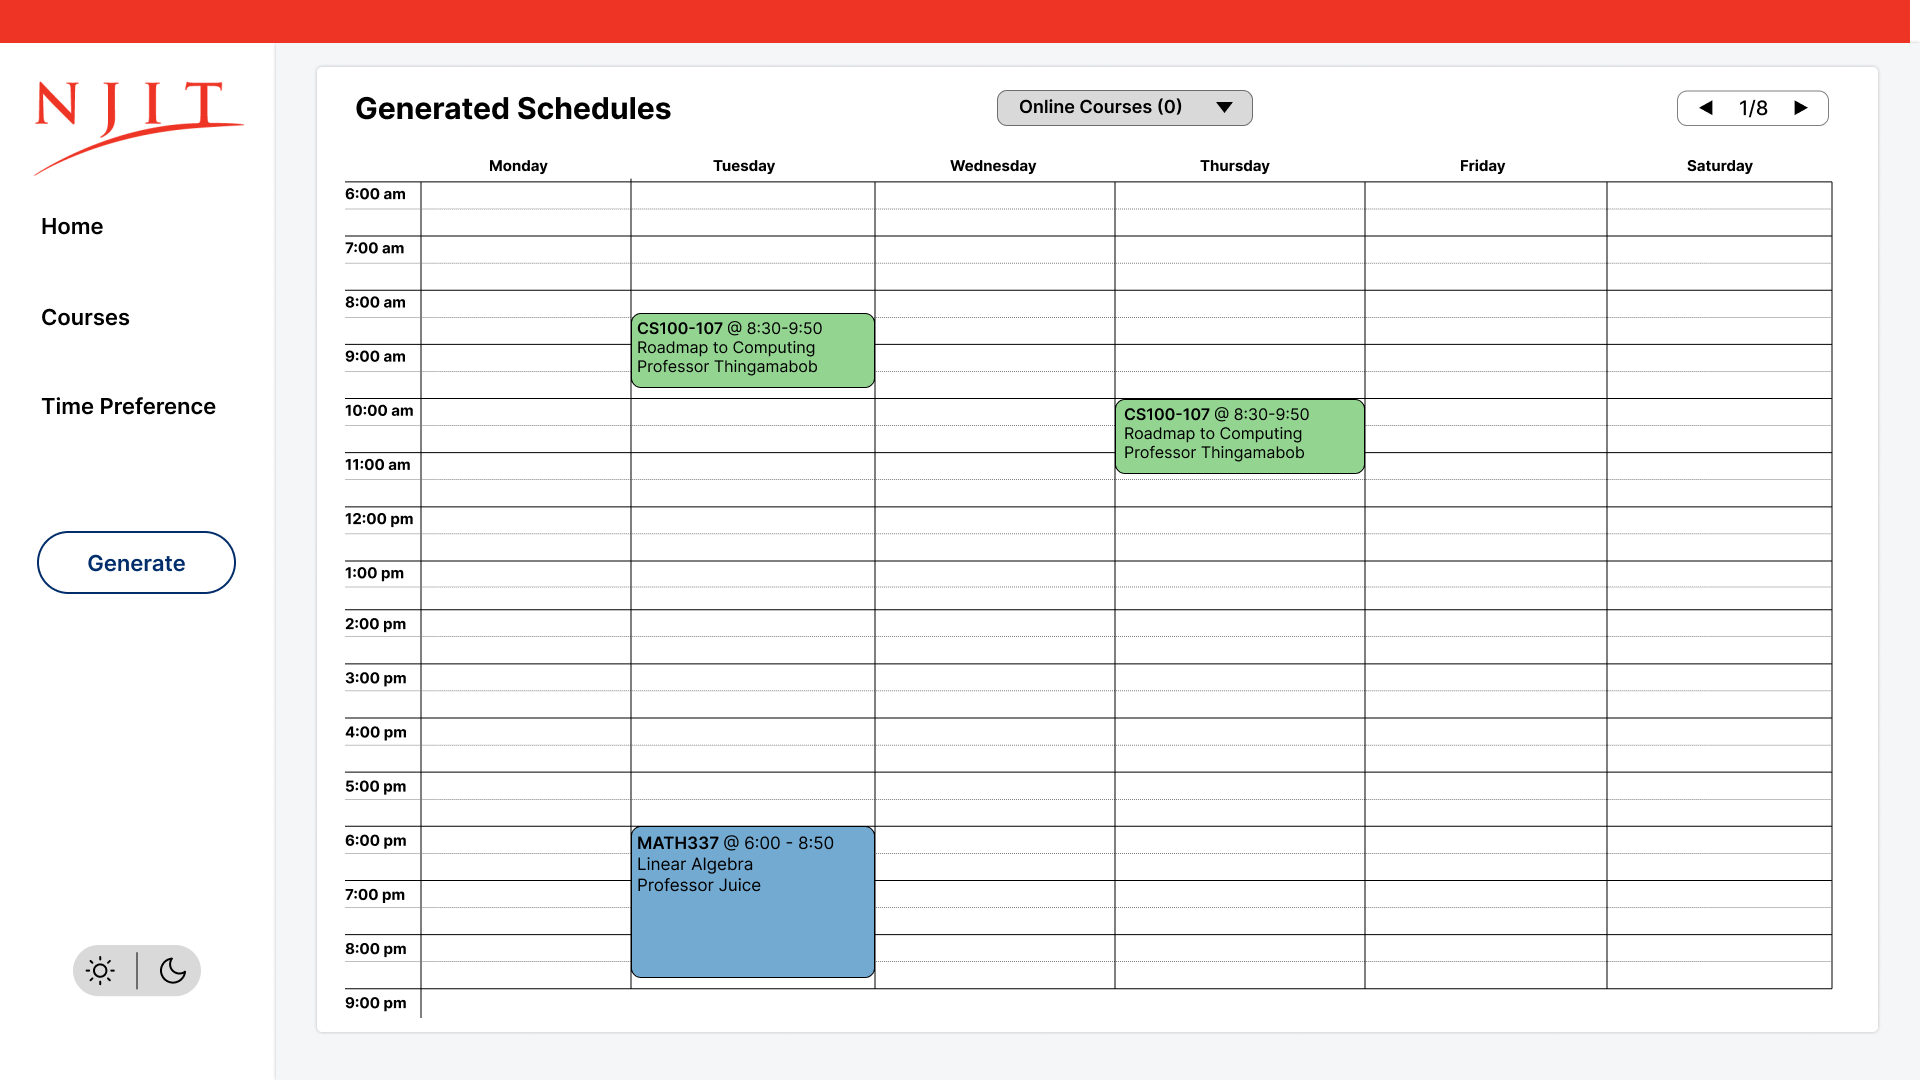 NJIT
Home
Courses
Time Preference
Generate
Generated Schedules
Online Courses (0)
1/8
Monday Tuesday Wednesday Thursday Friday Saturday
6:00 am
7:00 am
8:00 am
CS100-107 @ 8:30-9:50
Roadmap to Computing
Professor Thingamabob
9:00 am
10:00 am
CS100-107 @ 8:30-9:50
Roadmap to Computing
Professor Thingamabob
11:00 am
12:00 pm
1:00 pm
2:00 pm
3:00 pm
4:00 pm
5:00 pm
6:00 pm
MATH337 @ 6:00 - 8:50
Linear Algebra
Professor Juice
7:00 pm
8:00 pm
9:00 pm